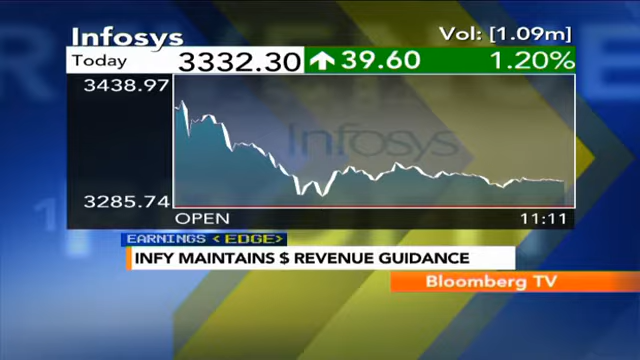 Infosys
Vol: [1.09m]
Today 3332.30 39.60 1.20%
3438.97
Infosys
3285.74
OPEN 11:11
EARNINGS <EDGE>
INFY MAINTAINS $ REVENUE GUIDANCE
Bloomberg TV